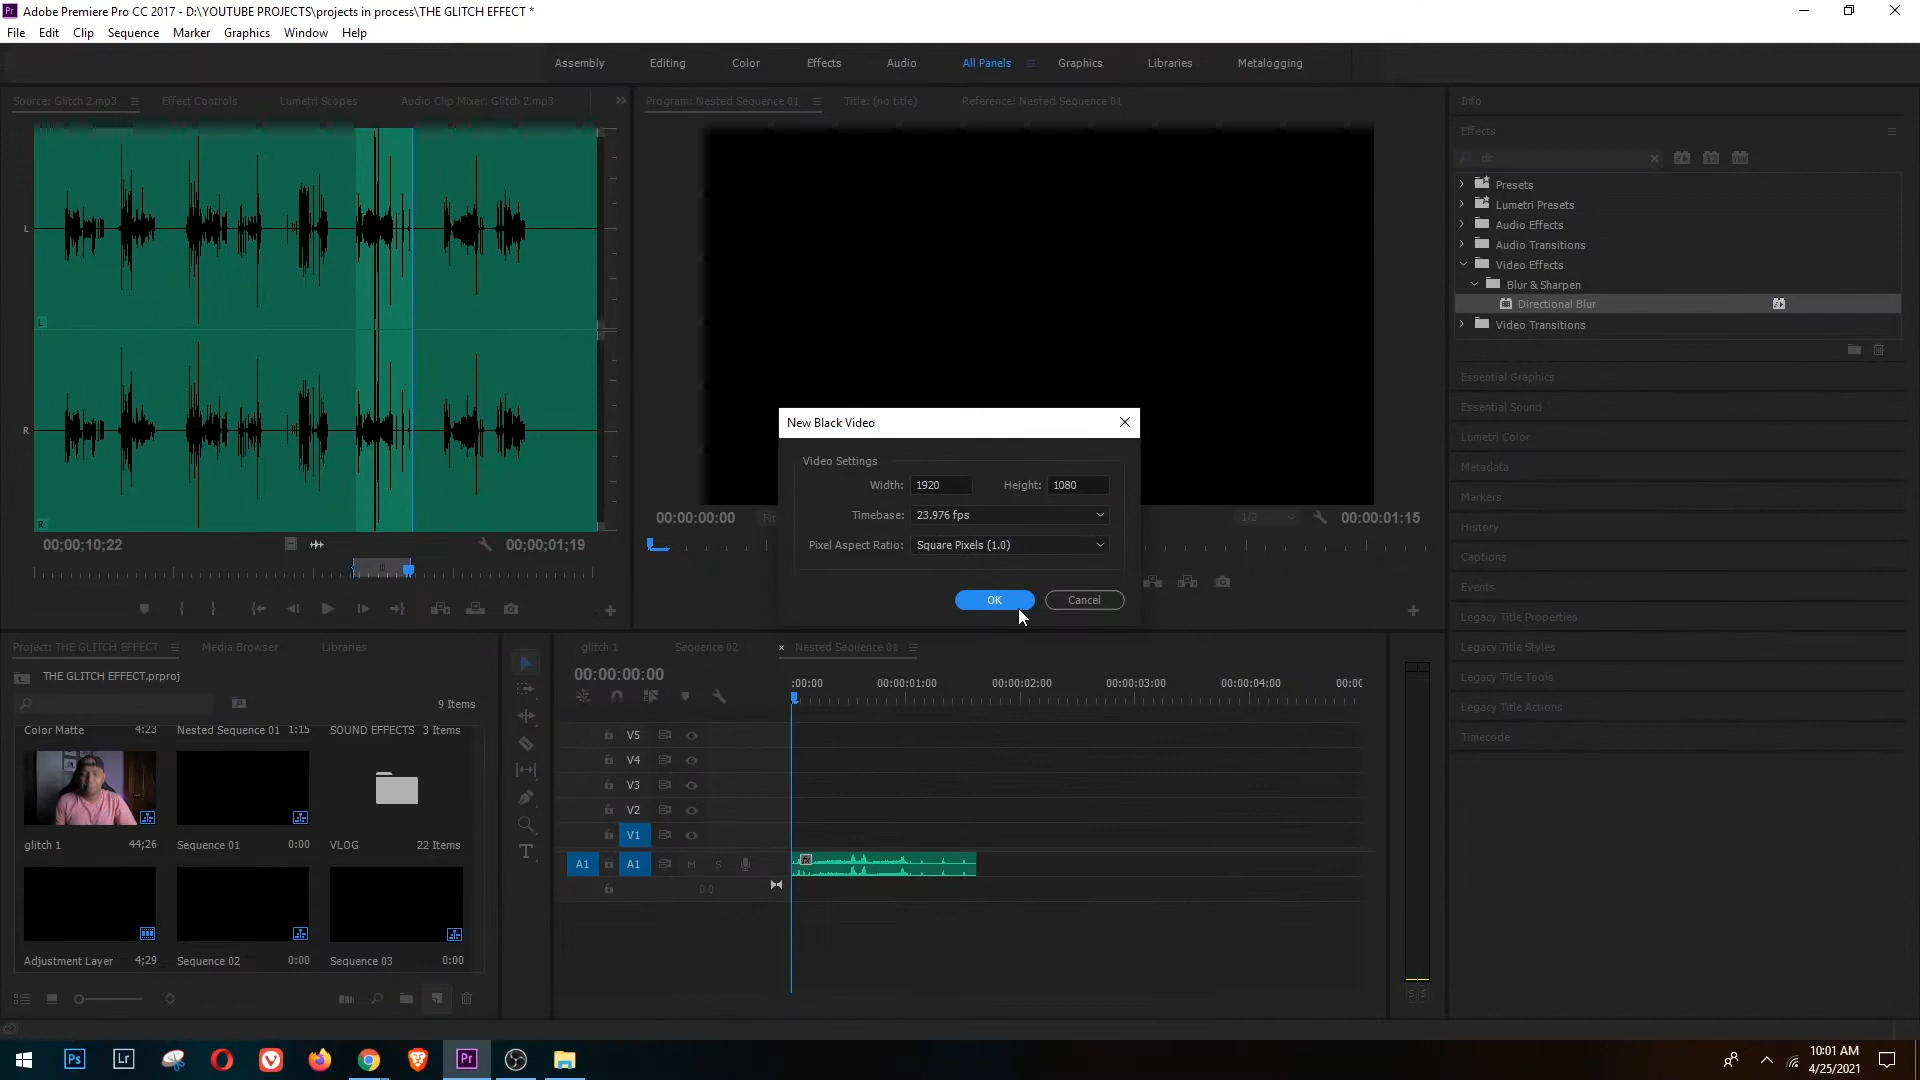 Adobe Premiere Pro CC 2017 - D:\YOUTUBE PROJECTS\projects in process\THE GLITCH EFFECT *
File Edit Clip Sequence Marker Graphics Window Help
Assembly Editing Color Effects Audio All Panels Graphics Libraries Metalogging
Source: Glitch 2.mp3 Effect Controls Lumetri Scopes Audio Clip Mixer: Glitch 2.mp3
Program: Nested Sequence 01 Title: (no title) Reference: Nested Sequence 01
Info
Effects
dir
Presets
Lumetri Presets
Audio Effects
Audio Transitions
Video Effects
Blur & Sharpen
Directional Blur
Video Transitions
Essential Graphics
Essential Sound
Lumetri Color
Metadata
Markers
History
Captions
Events
Legacy Title Properties
Legacy Title Styles
Legacy Title Tools
Legacy Title Actions
Timecode
L
L
R
R
00;00;10;22 00;00;01;19
00:00:00:00 1/2 00:00:01:15
New Black Video
Video Settings
Width: 1920 Height: 1080
Timebase: 23.976 fps
Pixel Aspect Ratio: Square Pixels (1.0)
OK Cancel
Project: THE GLITCH EFFECT Media Browser Libraries
THE GLITCH EFFECT.prproj
9 Items
Color Matte 4:23 Nested Sequence 01 1:15 SOUND EFFECTS 3 Items
glitch 1 44;26 Sequence 01 0:00 VLOG 22 Items
Adjustment Layer 4;29 Sequence 02 0:00 Sequence 03 0:00
glitch 1 Sequence 02 × Nested Sequence 01
00:00:00:00
:00:00 00:00:01:00 00:00:02:00 00:00:03:00 00:00:04:00 00:0
V5
V4
V3
V2
V1
A1 A1 M S
0.0
fx
S S
Ps Lr Pr
10:01 AM
4/25/2021